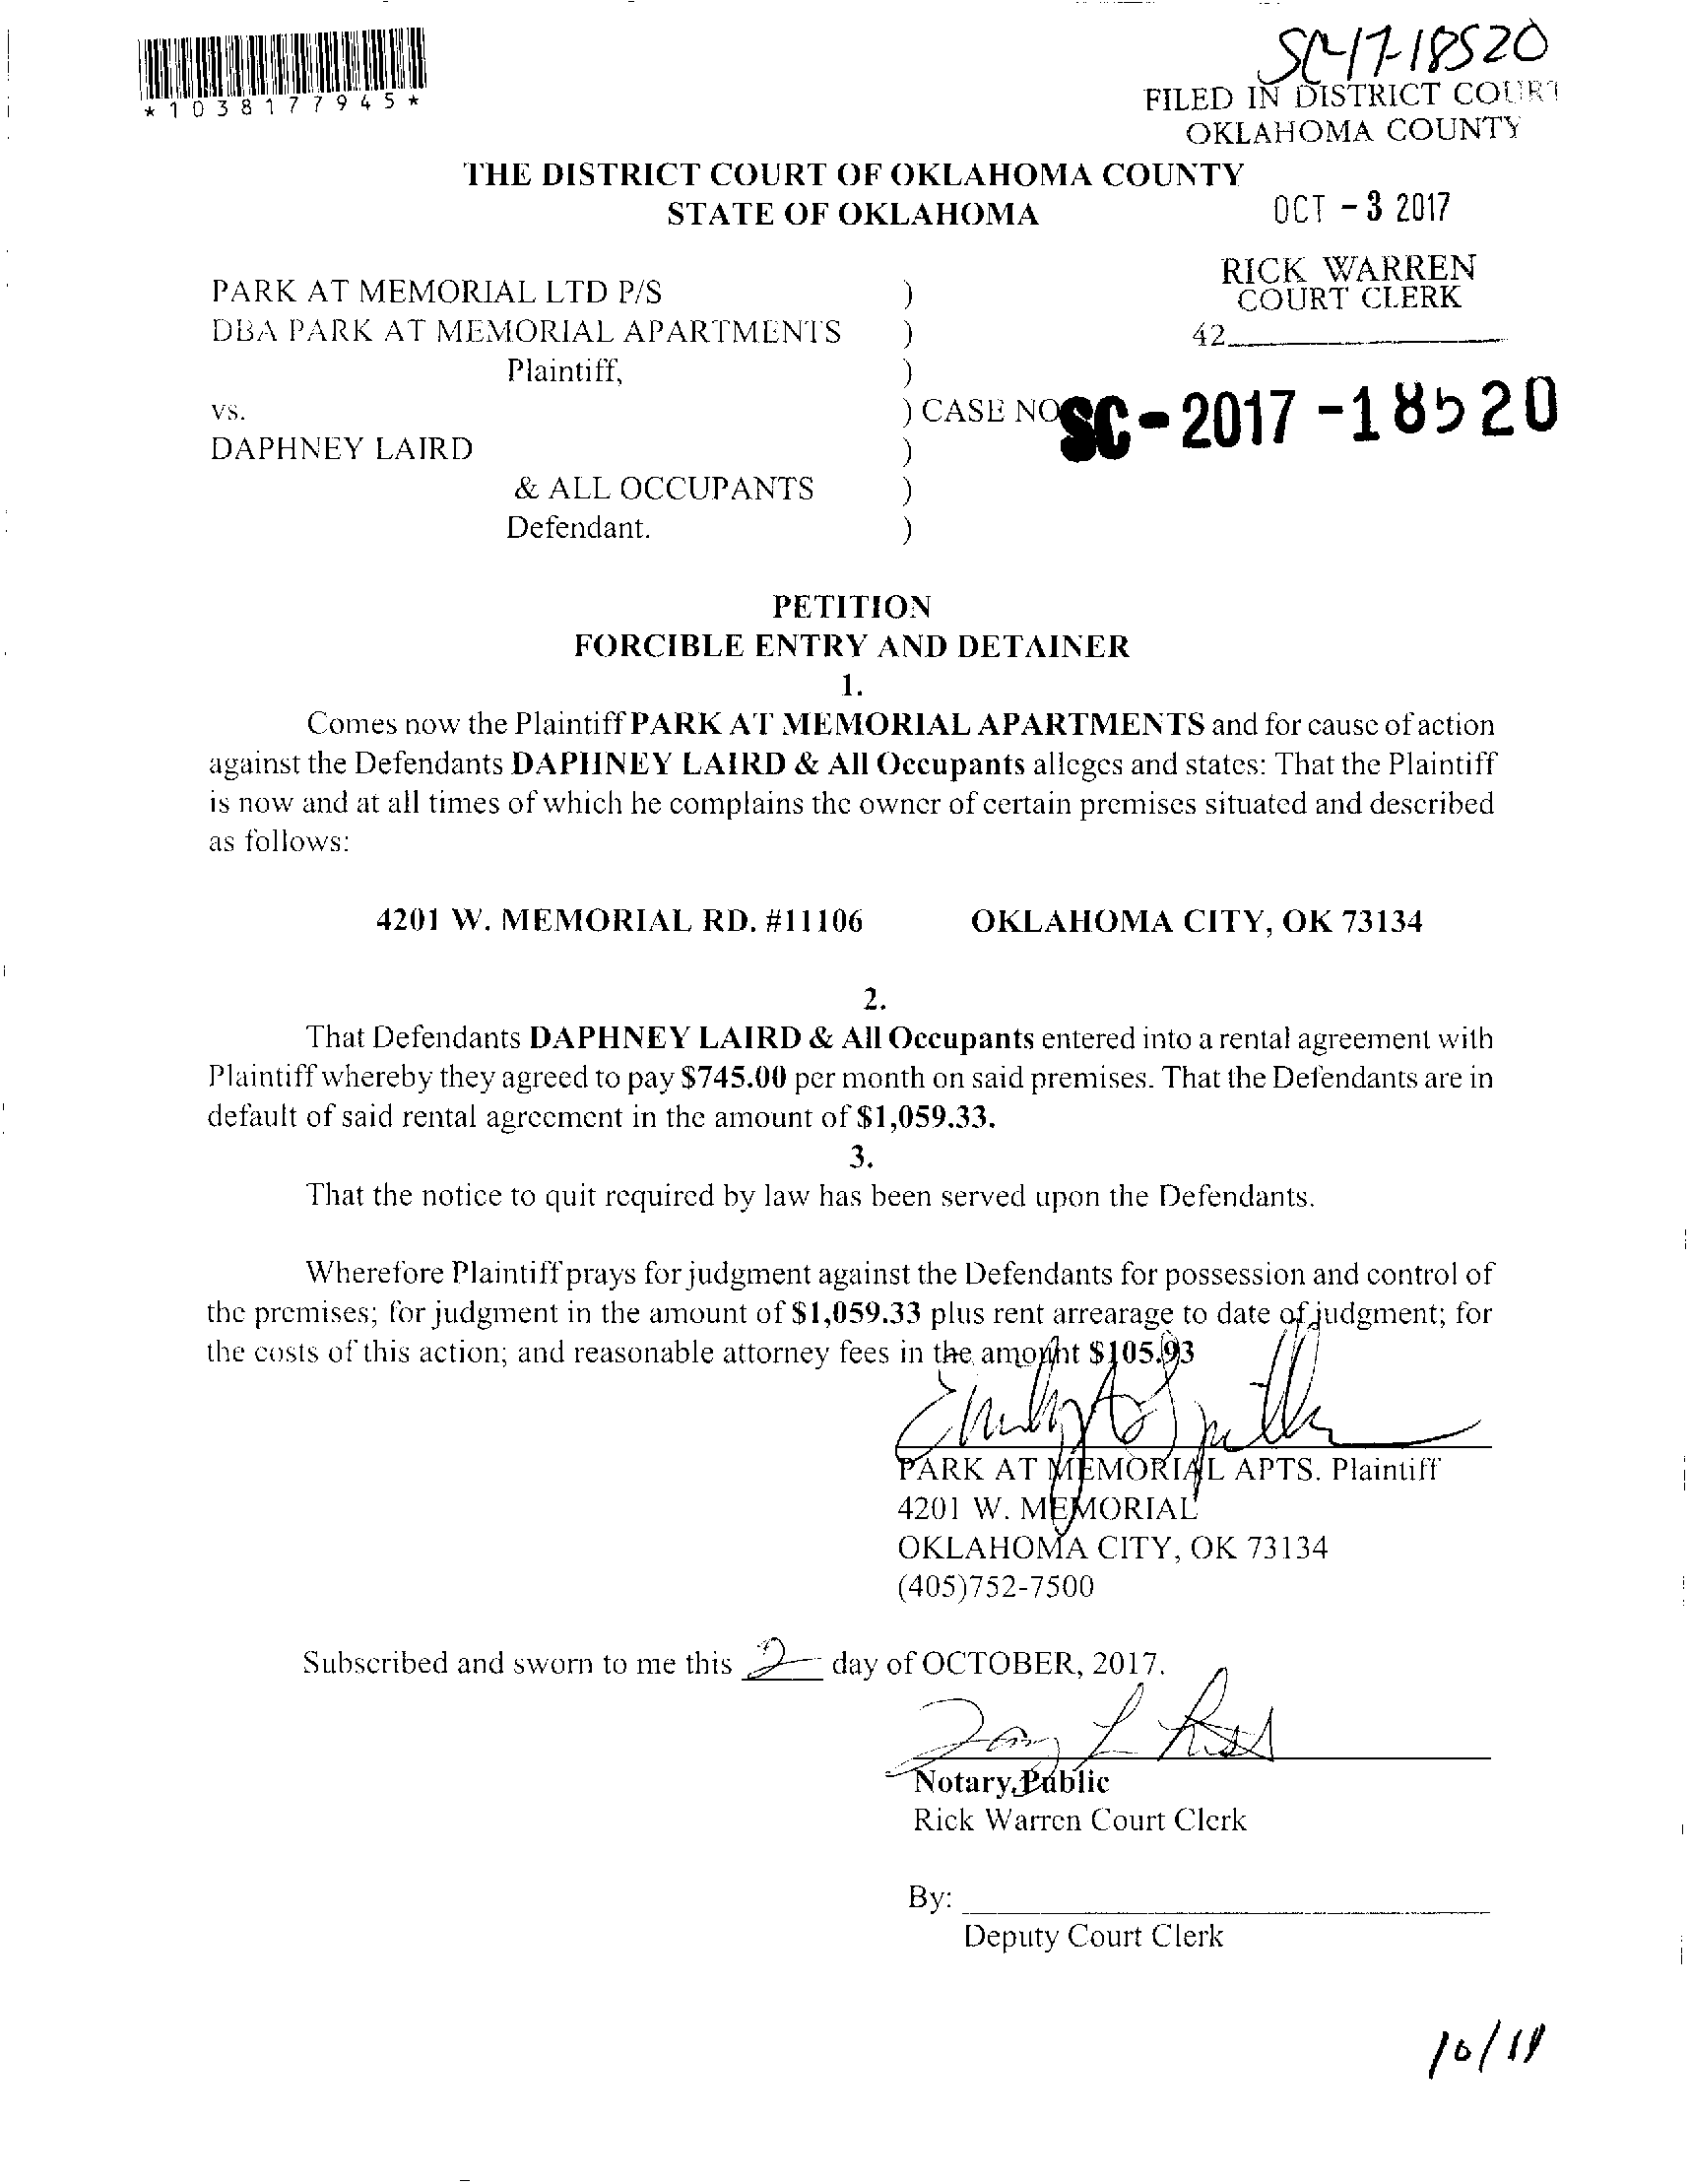 SC-17-18520
*1038177945*
FILED IN DISTRICT COURT
OKLAHOMA COUNTY
THE DISTRICT COURT OF OKLAHOMA COUNTY
STATE OF OKLAHOMA
OCT - 3 2017
RICK WARREN
COURT CLERK
42
PARK AT MEMORIAL LTD P/S )
DBA PARK AT MEMORIAL APARTMENTS )
Plaintiff, )
vs. ) CASE NO SC - 2017 - 18520
DAPHNEY LAIRD )
& ALL OCCUPANTS )
Defendant. )
PETITION
FORCIBLE ENTRY AND DETAINER
1.
Comes now the Plaintiff PARK AT MEMORIAL APARTMENTS and for cause of action
against the Defendants DAPHNEY LAIRD & All Occupants alleges and states: That the Plaintiff
is now and at all times of which he complains the owner of certain premises situated and described
as follows:
4201 W. MEMORIAL RD. #11106 OKLAHOMA CITY, OK 73134
2.
That Defendants DAPHNEY LAIRD & All Occupants entered into a rental agreement with
Plaintiff whereby they agreed to pay $745.00 per month on said premises. That the Defendants are in
default of said rental agreement in the amount of $1,059.33.
3.
That the notice to quit required by law has been served upon the Defendants.
Wherefore Plaintiff prays for judgment against the Defendants for possession and control of
the premises; for judgment in the amount of $1,059.33 plus rent arrearage to date of judgment; for
the costs of this action; and reasonable attorney fees in the amount $105.93
PARK AT MEMORIAL APTS. Plaintiff
4201 W. MEMORIAL
OKLAHOMA CITY, OK 73134
(405)752-7500
Subscribed and sworn to me this 2 day of OCTOBER, 2017.
Notary Public
Rick Warren Court Clerk
By:
Deputy Court Clerk